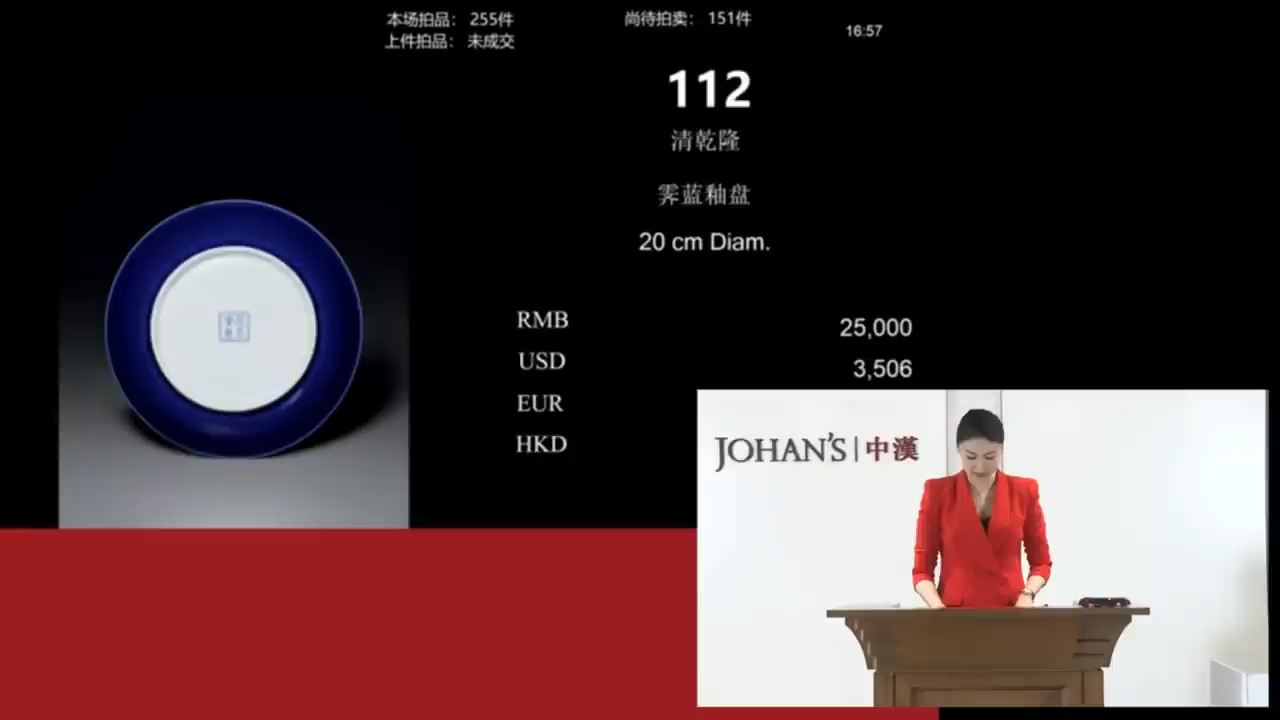 本场拍品： 255件
上件拍品： 未成交
尚待拍卖： 151件
16:57
112
清乾隆
霁蓝釉盘
20 cm Diam.
RMB 25,000
USD 3,506
EUR
HKD
JOHAN'S|中漢